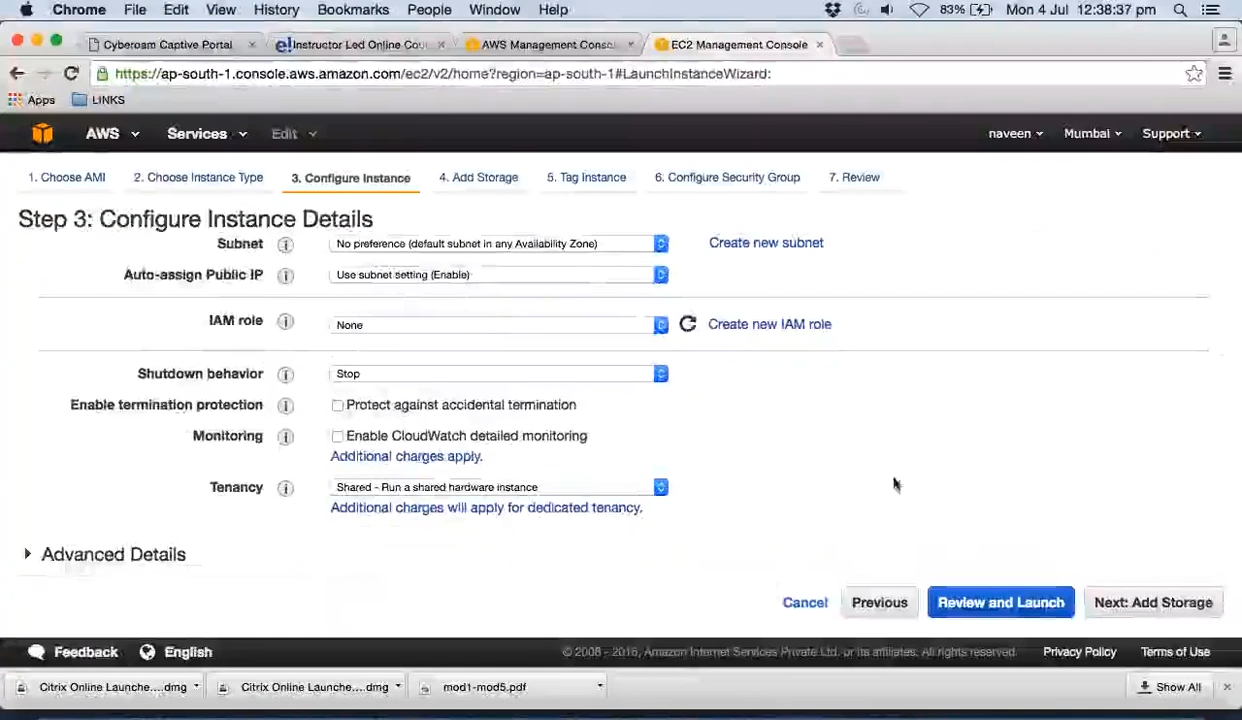 Chrome File Edit View History Bookmarks People Window Help 83% Mon 4 Jul 12:38:37 pm
Cyberoam Captive Portal × e! Instructor Led Online Cou × AWS Management Conso × EC2 Management Console ×
https://ap-south-1.console.aws.amazon.com/ec2/v2/home?region=ap-south-1#LaunchInstanceWizard:
Apps LINKS
AWS Services Edit naveen Mumbai Support
1. Choose AMI 2. Choose Instance Type 3. Configure Instance 4. Add Storage 5. Tag Instance 6. Configure Security Group 7. Review
Step 3: Configure Instance Details
Subnet i No preference (default subnet in any Availability Zone) Create new subnet
Auto-assign Public IP i Use subnet setting (Enable)
IAM role i None Create new IAM role
Shutdown behavior i Stop
Enable termination protection i Protect against accidental termination
Monitoring i Enable CloudWatch detailed monitoring
Additional charges apply.
Tenancy i Shared - Run a shared hardware instance
Additional charges will apply for dedicated tenancy.
Advanced Details
Cancel Previous Review and Launch Next: Add Storage
Feedback English © 2008 - 2016, Amazon Internet Services Private Ltd. or its affiliates. All rights reserved. Privacy Policy Terms of Use
Citrix Online Launche....dmg Citrix Online Launche....dmg mod1-mod5.pdf Show All ×